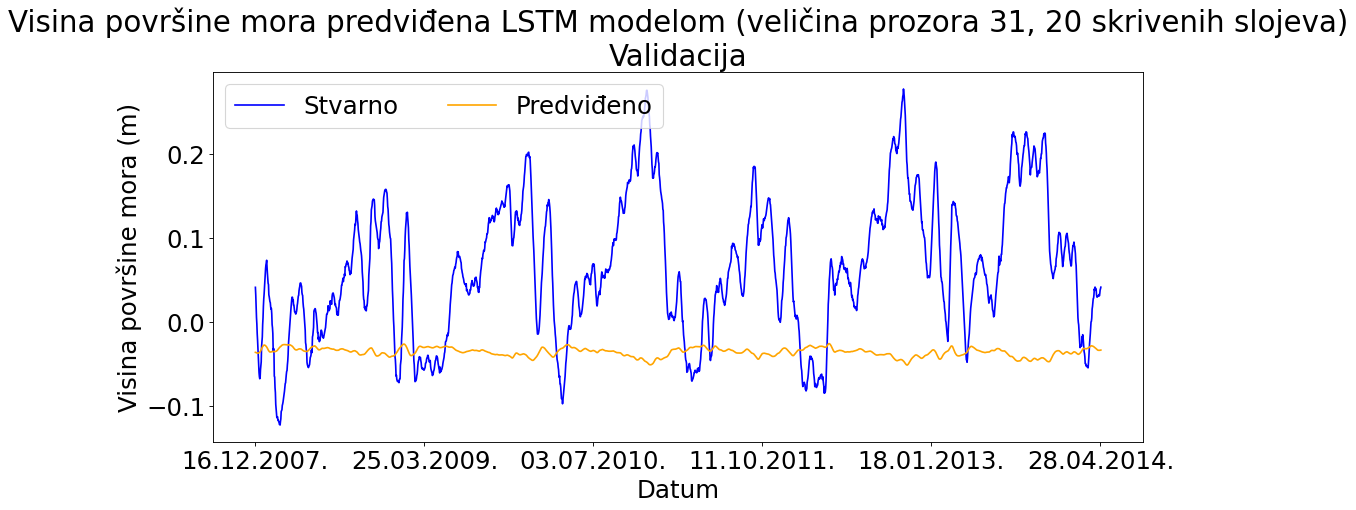 Visina površine mora predviđena LSTM modelom (veličina prozora 31, 20 skrivenih slojeva)
Validacija
Stvarno Predviđeno
Visina površine mora (m)
0.2
0.1
0.0
−0.1
16.12.2007. 25.03.2009. 03.07.2010. 11.10.2011. 18.01.2013. 28.04.2014.
Datum